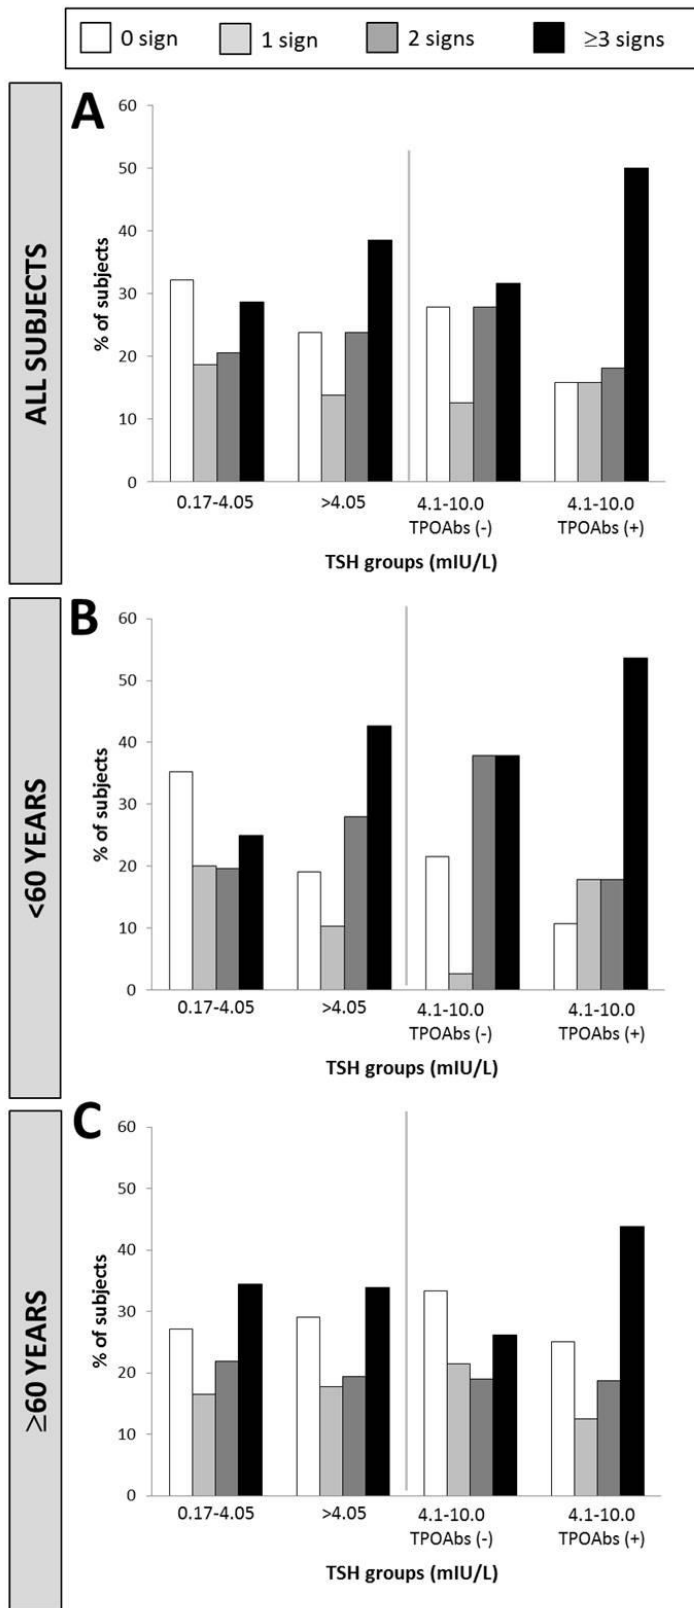 0 sign 1 sign 2 signs ≥3 signs
ALL SUBJECTS
A
% of subjects
60
50
40
30
20
10
0
0.17-4.05 >4.05 4.1-10.0 4.1-10.0
TPOAbs (-) TPOAbs (+)
TSH groups (mIU/L)
<60 YEARS
B
% of subjects
60
50
40
30
20
10
0
0.17-4.05 >4.05 4.1-10.0 4.1-10.0
TPOAbs (-) TPOAbs (+)
TSH groups (mIU/L)
≥60 YEARS
C
% of subjects
60
50
40
30
20
10
0
0.17-4.05 >4.05 4.1-10.0 4.1-10.0
TPOAbs (-) TPOAbs (+)
TSH groups (mIU/L)